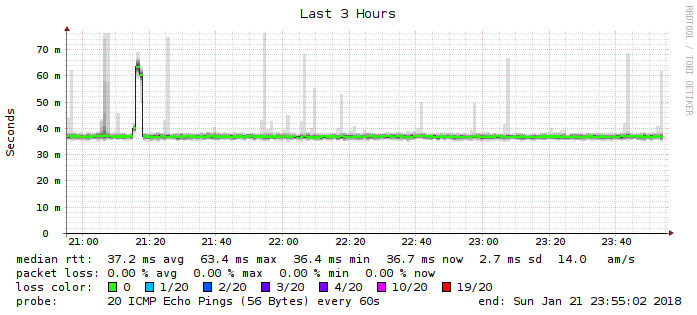 Last 3 Hours
RRDTOOL / TOBI OETIKER
Seconds
70 m
60 m
50 m
40 m
30 m
20 m
10 m
0
21:00 21:20 21:40 22:00 22:20 22:40 23:00 23:20 23:40
median rtt: 37.2 ms avg 63.4 ms max 36.4 ms min 36.7 ms now 2.7 ms sd 14.0 am/s
packet loss: 0.00 % avg 0.00 % max 0.00 % min 0.00 % now
loss color: 0 1/20 2/20 3/20 4/20 10/20 19/20
probe: 20 ICMP Echo Pings (56 Bytes) every 60s end: Sun Jan 21 23:55:02 2018